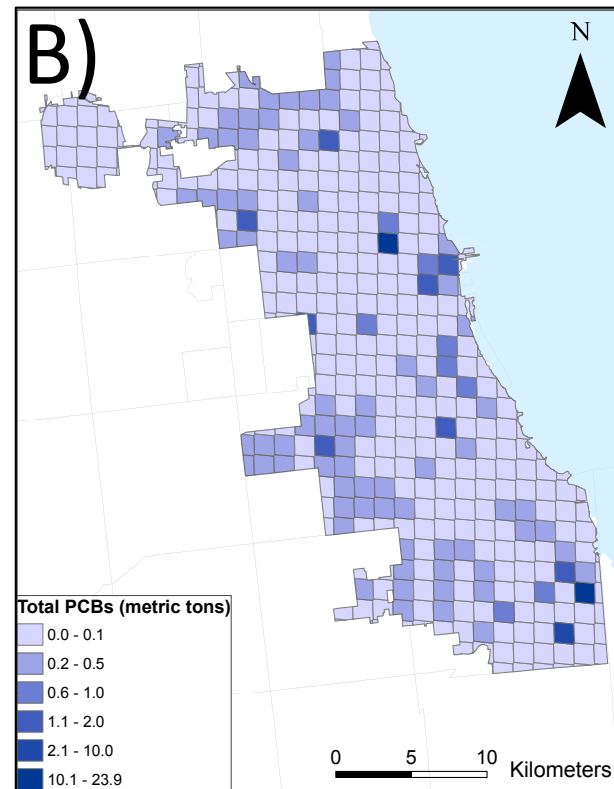 B)
N
Total PCBs (metric tons)
0.0 - 0.1
0.2 - 0.5
0.6 - 1.0
1.1 - 2.0
2.1 - 10.0
10.1 - 23.9
0 5 10 Kilometers